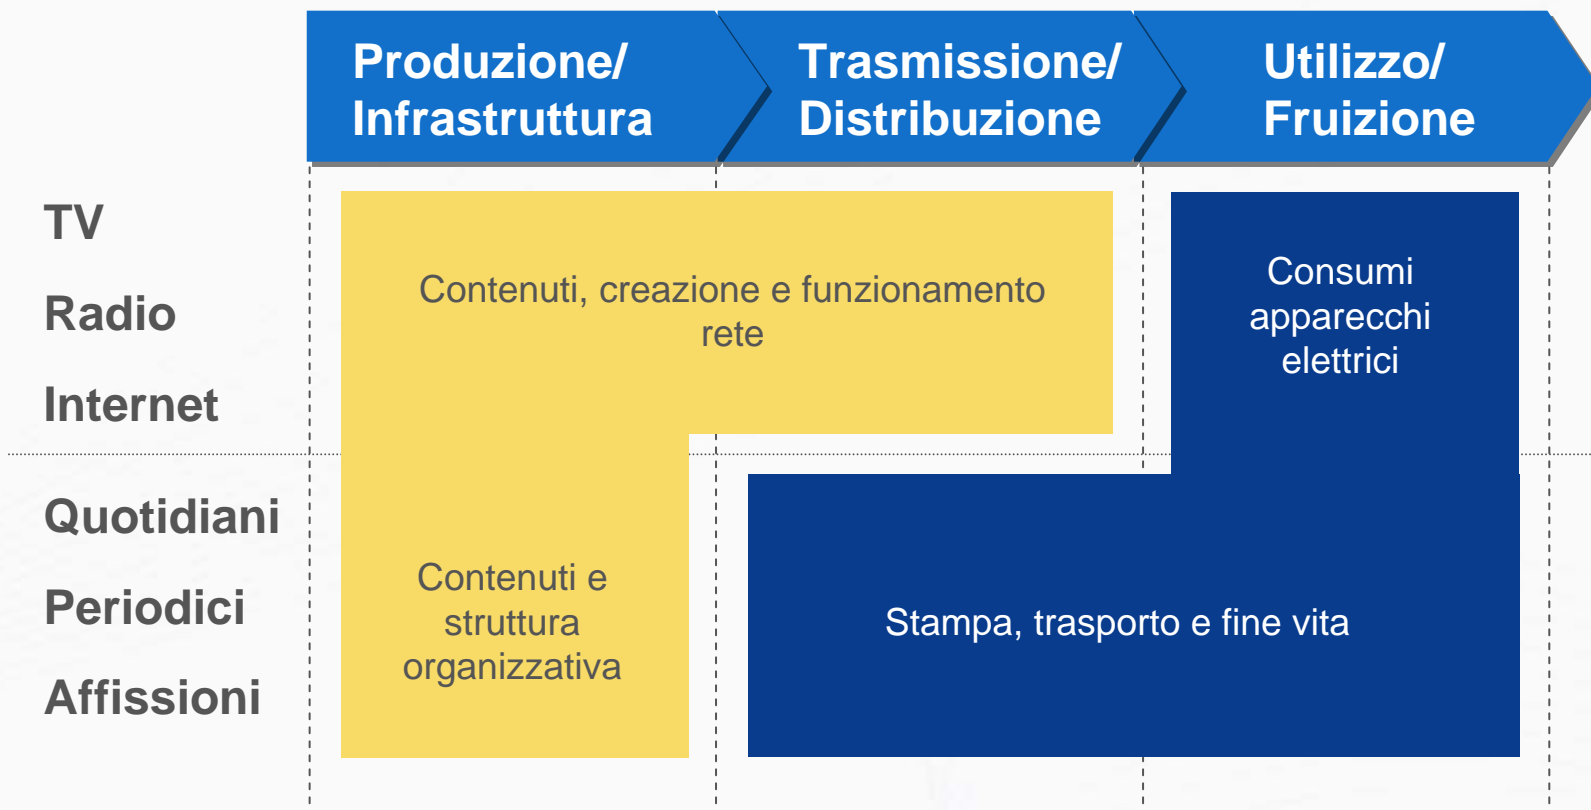 Produzione/
Infrastruttura
Trasmissione/
Distribuzione
Utilizzo/
Fruizione
TV
Radio
Internet
Contenuti, creazione e funzionamento
rete
Consumi
apparecchi
elettrici
Quotidiani
Periodici
Affissioni
Contenuti e
struttura
organizzativa
Stampa, trasporto e fine vita